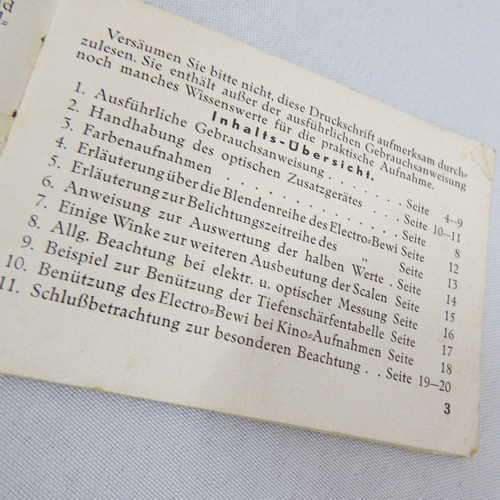 d
Versäumen Sie bitte nicht, diese Druckschrift aufmerksam durch-
zulesen. Sie enthält außer der ausführlichen Gebrauchsanweisung
noch manches Wissenswerte für die praktische Aufnahme.
Inhalts-Übersicht.
1. Ausführliche Gebrauchsanweisung . . . . . . . Seite 4-9
2. Handhabung des optischen Zusatzgerätes . . . . Seite 10-11
3. Farbenaufnahmen . . . . . . . . . . . Seite 8
4. Erläuterung über die Blendenreihe des Electro=Bewi Seite 12
5. Erläuterung zur Belichtungszeitreihe des „ Seite 13
6. Anweisung zur Auswertung der halben Werte . Seite 14
7. Einige Winke zur weiteren Ausbeutung der Scalen Seite 15
8. Allg. Beachtung bei elektr. u. optischer Messung Seite 16
9. Beispiel zur Benützung der Tiefenschärfentabelle Seite 17
10. Benützung des Electro=Bewi bei Kino=Aufnahmen Seite 18
11. Schlußbetrachtung zur besonderen Beachtung . . Seite 19-20
3